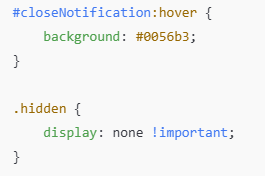 #closeNotification:hover {
    background: #0056b3;
}

.hidden {
    display: none !important;
}